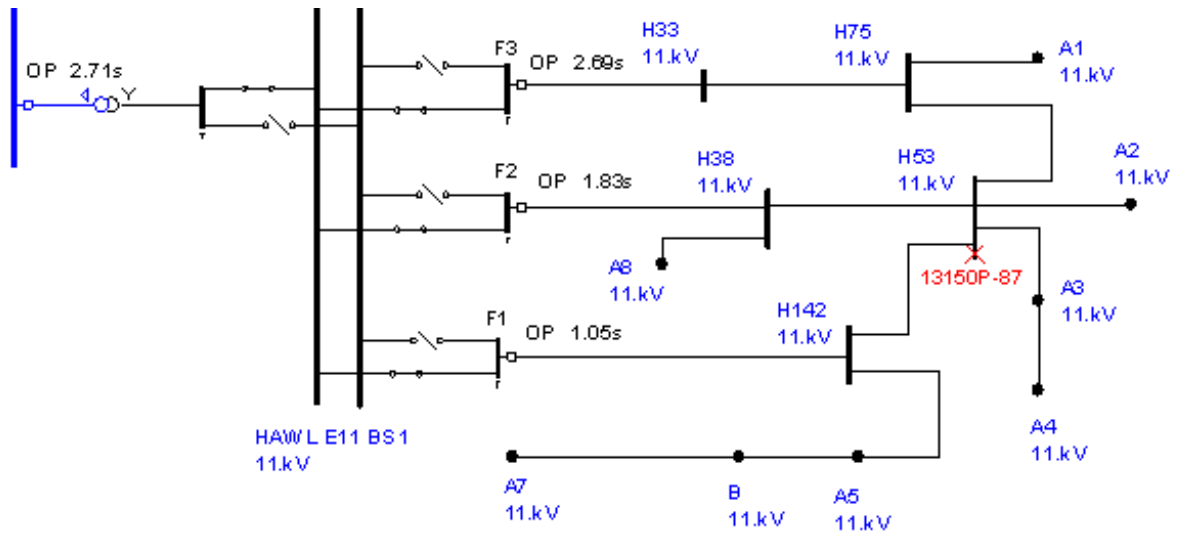 OP 2.71s
Y
F3
OP 2.69s
H33
11.kV
H75
11.kV
A1
11.kV
F2
OP 1.83s
H38
11.kV
H53
11.kV
A2
11.kV
A8
11.kV
13150P-87
A3
11.kV
F1
OP 1.05s
H142
11.kV
HAWL E11 BS1
11.kV
A4
11.kV
A7
11.kV
B
11.kV
A5
11.kV